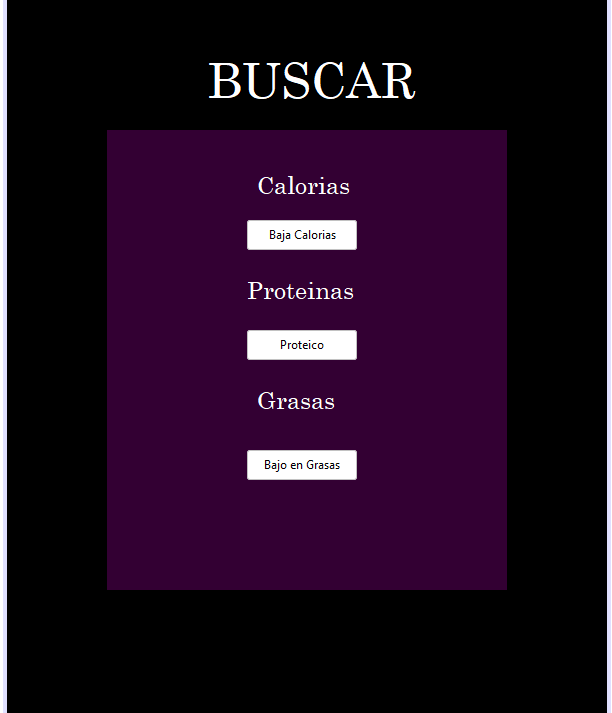 BUSCAR
Calorias
Baja Calorias
Proteinas
Proteico
Grasas
Bajo en Grasas